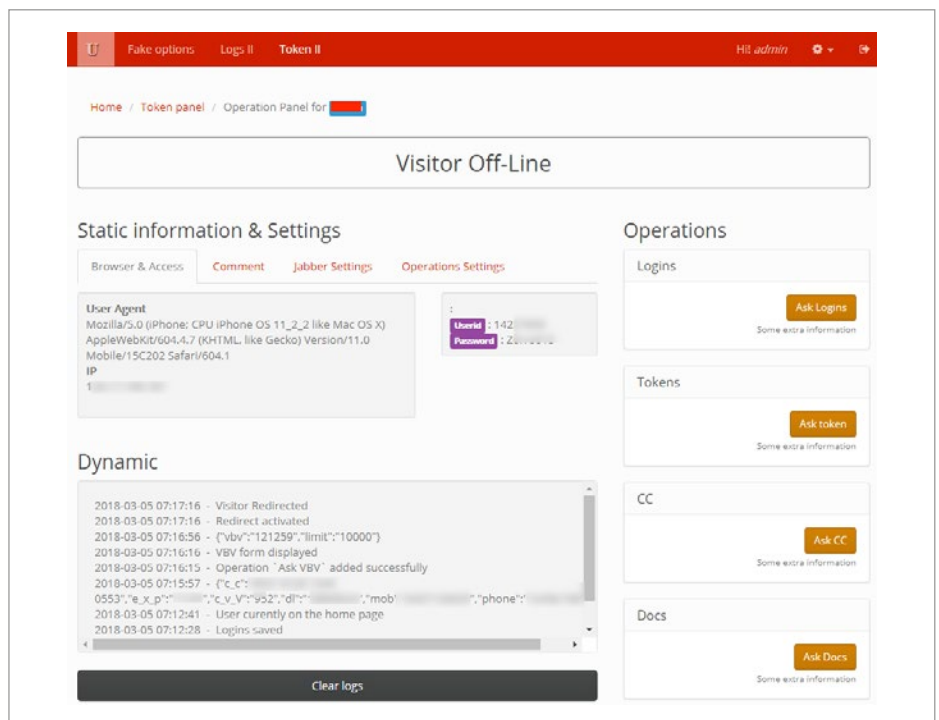 U Fake options Logs II Token II Hi! admin
Home / Token panel / Operation Panel for
Visitor Off-Line
Static information & Settings
Browser & Access Comment Jabber Settings Operations Settings
User Agent
Mozilla/5.0 (iPhone: CPU iPhone OS 11_2_2 like Mac OS X)
AppleWebKit/604.4.7 (KHTML, like Gecko) Version/11.0
Mobile/15C202 Safari/604.1
IP
1
:
Userid : 142
Password : Z
Dynamic
2018-03-05 07:17:16 - Visitor Redirected
2018-03-05 07:17:16 - Redirect activated
2018-03-05 07:16:56 - {"vbv":"121259","limit":"10000"}
2018-03-05 07:16:16 - VBV form displayed
2018-03-05 07:16:15 - Operation `Ask VBV` added successfully
2018-03-05 07:15:57 - {"c_c":"
0553","e_x_p":" ","c_v_V":"952","dl":" ","mob" ","phone":"
2018-03-05 07:12:41 - User curently on the home page
2018-03-05 07:12:28 - Logins saved
Clear logs
Operations
Logins
Ask Logins
Some extra information
Tokens
Ask token
Some extra information
CC
Ask CC
Some extra information
Docs
Ask Docs
Some extra information